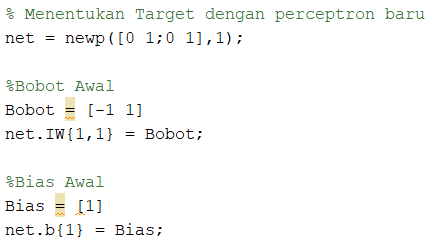 % Menentukan Target dengan perceptron baru
net = newp([0 1;0 1],1);
%Bobot Awal
Bobot = [-1 1]
net.IW{1,1} = Bobot;
%Bias Awal
Bias = [1]
net.b{1} = Bias;